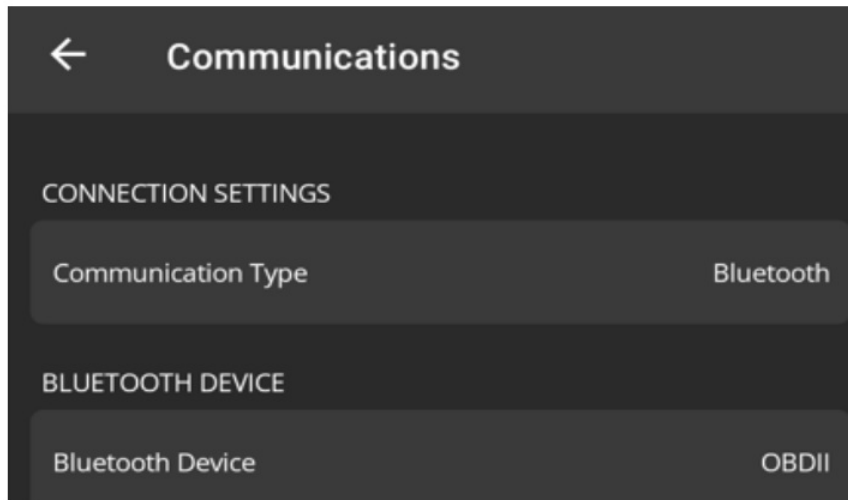 Communications
CONNECTION SETTINGS
Communication Type Bluetooth
BLUETOOTH DEVICE
Bluetooth Device OBDII